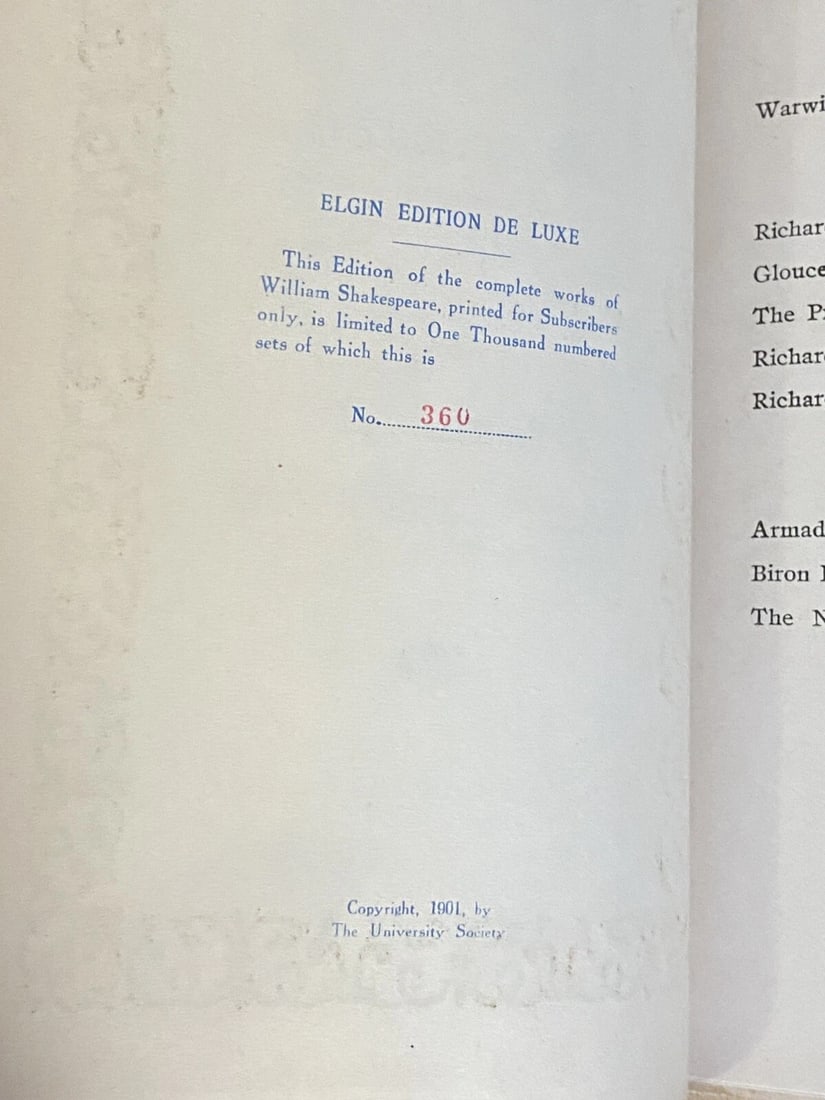 ELGIN EDITION DE LUXE
This Edition of the complete works of
William Shakespeare, printed for Subscribers
only, is limited to One Thousand numbered
sets of which this is
No. 360
Copyright, 1901, by
The University Society
Warwi
Richar
Glouce
The P
Richar
Richar
Armad
Biron
The N